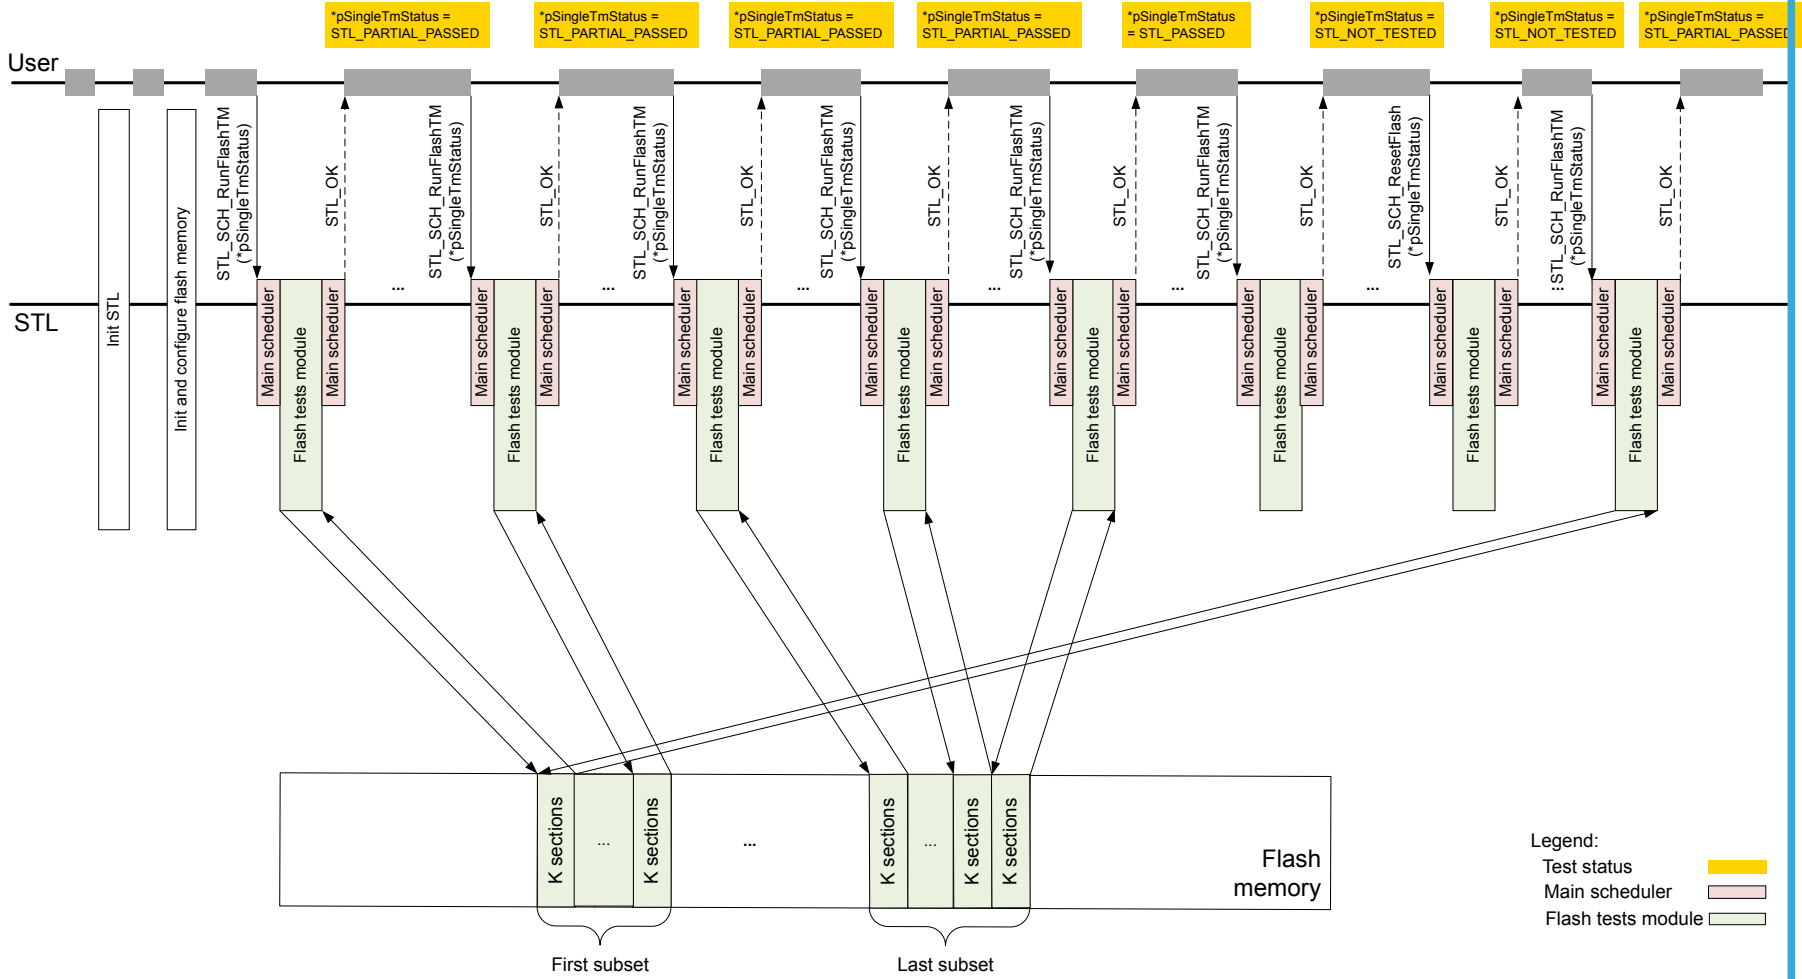 *pSingleTmStatus =
STL_PARTIAL_PASSED
*pSingleTmStatus =
STL_PARTIAL_PASSED
*pSingleTmStatus =
STL_PARTIAL_PASSED
*pSingleTmStatus =
STL_PARTIAL_PASSED
*pSingleTmStatus
= STL_PASSED
*pSingleTmStatus =
STL_NOT_TESTED
*pSingleTmStatus =
STL_NOT_TESTED
*pSingleTmStatus =
STL_PARTIAL_PASSED
User
STL_SCH_RunFlashTM
(*pSingleTmStatus)
STL_OK
STL_SCH_RunFlashTM
(*pSingleTmStatus)
STL_OK
STL_SCH_RunFlashTM
(*pSingleTmStatus)
STL_OK
STL_SCH_RunFlashTM
(*pSingleTmStatus)
STL_OK
STL_SCH_RunFlashTM
(*pSingleTmStatus)
STL_OK
STL_SCH_RunFlashTM
(*pSingleTmStatus)
STL_OK
STL_SCH_ResetFlash
(*pSingleTmStatus)
STL_OK
STL_SCH_RunFlashTM
(*pSingleTmStatus)
STL_OK
...
...
...
...
...
...
...
STL
Init STL
Init and configure flash memory
Main scheduler
Flash tests module
Main scheduler
Main scheduler
Flash tests module
Main scheduler
Main scheduler
Flash tests module
Main scheduler
Main scheduler
Flash tests module
Main scheduler
Main scheduler
Flash tests module
Main scheduler
Main scheduler
Flash tests module
Main scheduler
Main scheduler
Flash tests module
Main scheduler
Main scheduler
Flash tests module
Main scheduler
K sections
...
K sections
...
K sections
...
K sections
K sections
Flash
memory
First subset
Last subset
Legend:
Test status
Main scheduler
Flash tests module